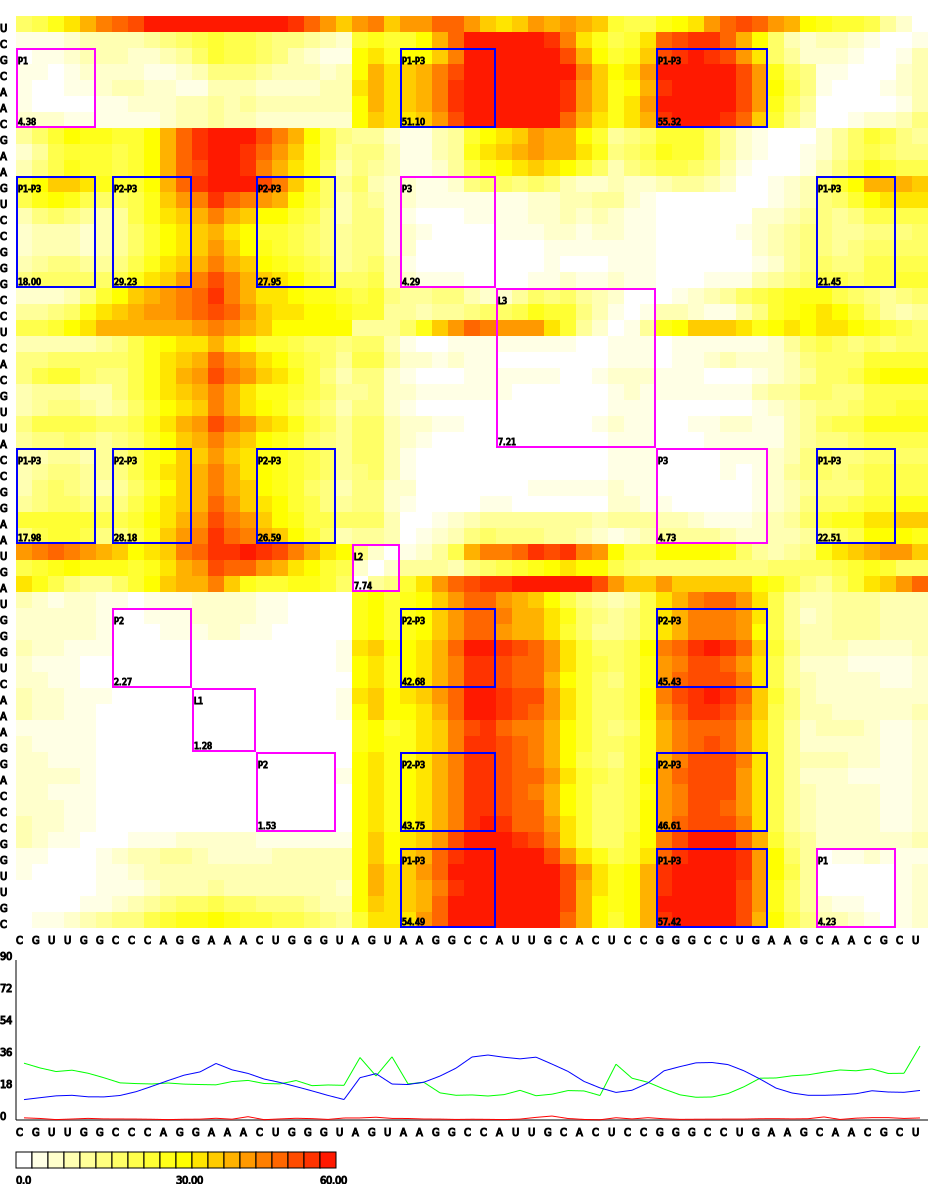 U
C
G P1 P1-P3 P1-P3
C
A
A
C 4.38 51.10 55.32
G
A
A
G P1-P3 P2-P3 P2-P3 P3 P1-P3
U
C
C
G
G
G 18.00 29.23 27.95 4.29 21.45
C L3
C
U
C
A
C
G
U
U
A 7.21
C P1-P3 P2-P3 P2-P3 P3 P1-P3
C
G
G
A
A 17.98 28.18 26.59 4.73 22.51
U L2
G
A 7.74
U
G P2 P2-P3 P2-P3
G
G
U
C 2.27 42.68 45.43
A L1
A
A
G 1.28
G P2 P2-P3 P2-P3
A
C
C
C 1.53 43.75 46.61
G
G P1-P3 P1-P3 P1
U
U
G
C 54.49 57.42 4.23
C G U U G G C C C A G G A A A C U G G G U A G U A A G G C C A U U G C A C U C C G G G C C U G A A G C A A C G C U
90
72
54
36
18
0
C G U U G G C C C A G G A A A C U G G G U A G U A A G G C C A U U G C A C U C C G G G C C U G A A G C A A C G C U
0.0 30.00 60.00